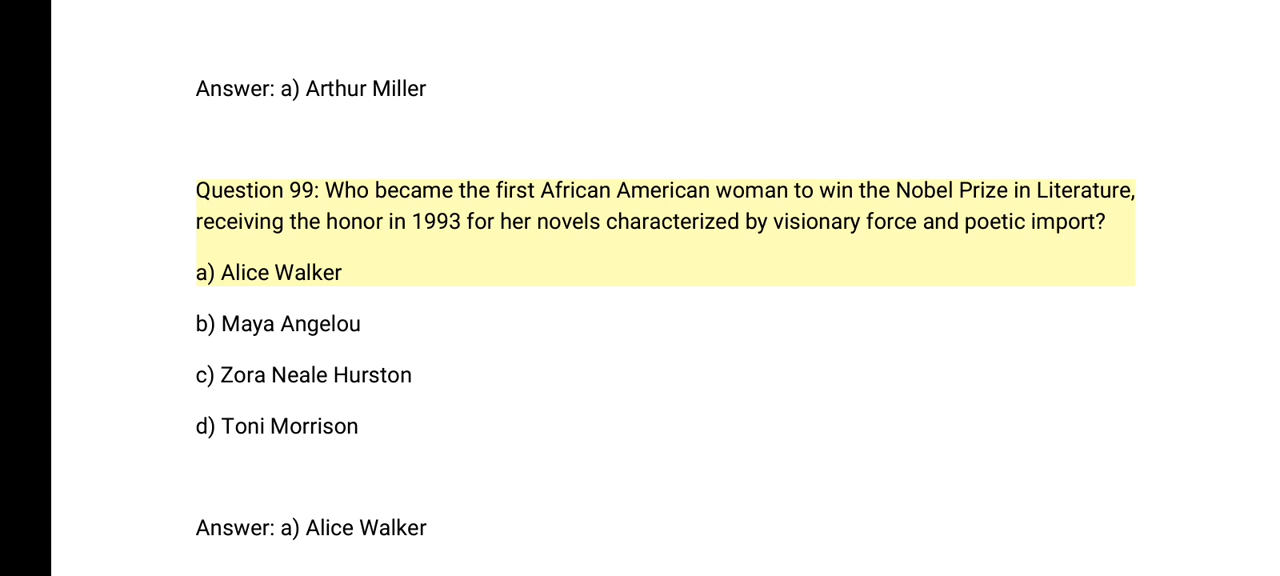 Answer: a) Arthur Miller
Question 99: Who became the first African American woman to win the Nobel Prize in Literature,
receiving the honor in 1993 for her novels characterized by visionary force and poetic import?
a) Alice Walker
b) Maya Angelou
c) Zora Neale Hurston
d) Toni Morrison
Answer: a) Alice Walker